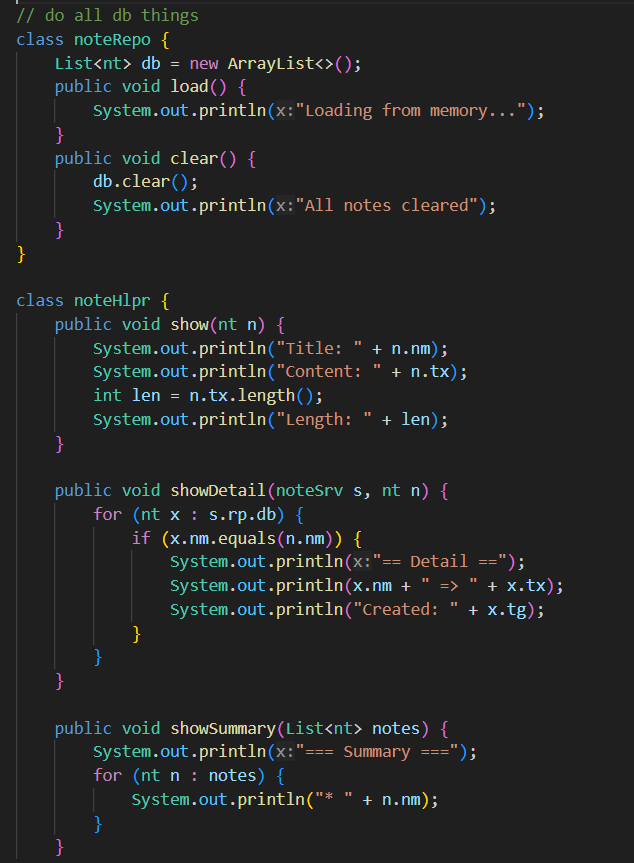 // do all db things
class noteRepo {
    List<nt> db = new ArrayList<>();
    public void load() {
        System.out.println(x:"Loading from memory...");
    }
    public void clear() {
        db.clear();
        System.out.println(x:"All notes cleared");
    }
}

class noteHlpr {
    public void show(nt n) {
        System.out.println("Title: " + n.nm);
        System.out.println("Content: " + n.tx);
        int len = n.tx.length();
        System.out.println("Length: " + len);
    }

    public void showDetail(noteSrv s, nt n) {
        for (nt x : s.rp.db) {
            if (x.nm.equals(n.nm)) {
                System.out.println(x:"== Detail ==");
                System.out.println(x.nm + " => " + x.tx);
                System.out.println("Created: " + x.tg);
            }
        }
    }

    public void showSummary(List<nt> notes) {
        System.out.println(x:"=== Summary ===");
        for (nt n : notes) {
            System.out.println("* " + n.nm);
        }
    }